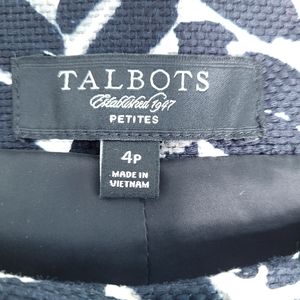 TALBOTS
Established 1947
PETITES
4P
MADE IN
VIETNAM